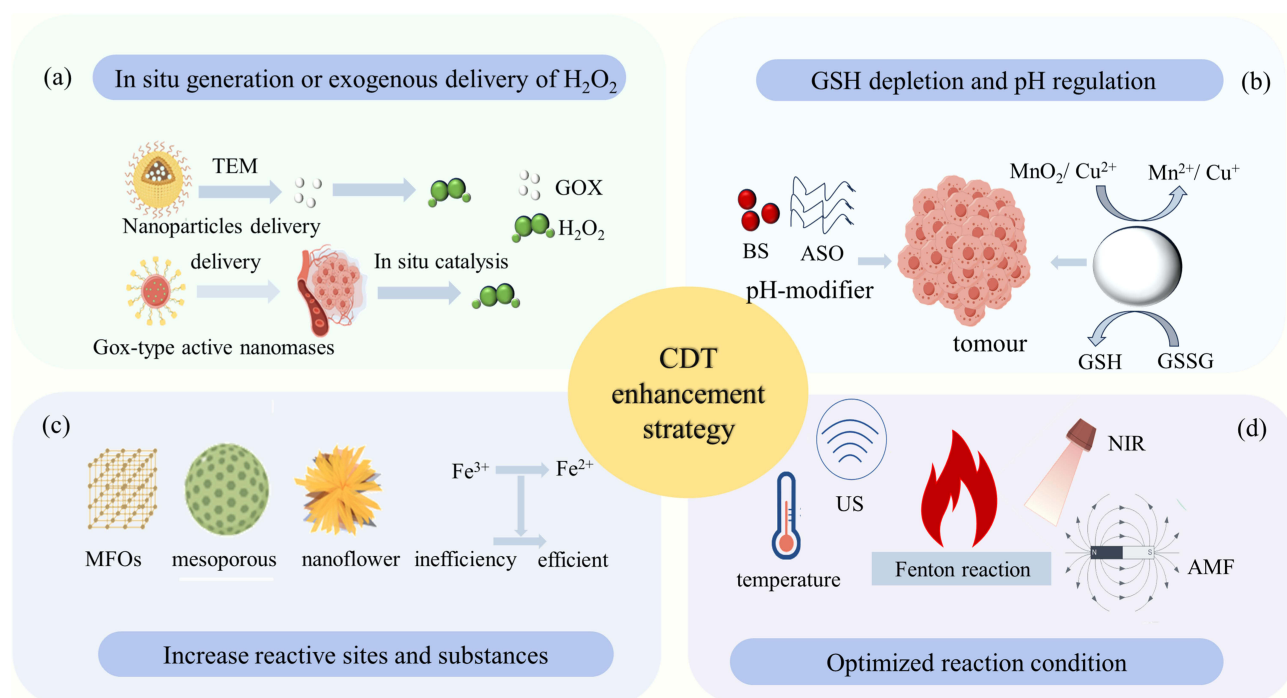 (a)
In situ generation or exogenous delivery of H₂O₂
TEM
GOX
Nanoparticles delivery
H₂O₂
delivery
In situ catalysis
Gox-type active nanomases
GSH depletion and pH regulation
(b)
MnO₂/ Cu²⁺
Mn²⁺/ Cu⁺
BS
ASO
pH-modifier
tomour
GSH
GSSG
CDT
enhancement
strategy
(c)
Fe³⁺
Fe²⁺
MFOs
mesoporous
nanoflower
inefficiency
efficient
Increase reactive sites and substances
(d)
NIR
US
N
S
AMF
temperature
Fenton reaction
Optimized reaction condition